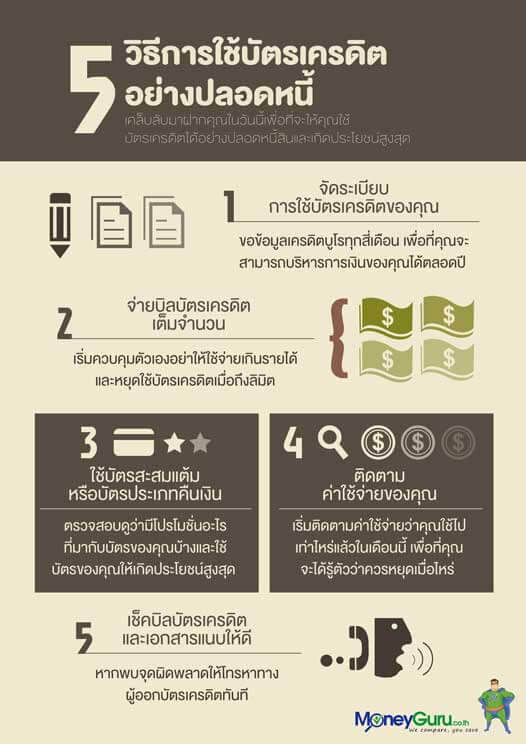 5 วิธีการใช้บัตรเครดิต
อย่างปลอดหนี้
เคล็บลับมาฝากคุณในวันนี้เพื่อที่จะให้คุณใช้
บัตรเครดิตได้อย่างปลอดหนี้สินและเกิดประโยชน์สูงสุด
1 จัดระเบียบ
การใช้บัตรเครดิตของคุณ
ขอข้อมูลเครดิตบูโรทุกสี่เดือน เพื่อที่คุณจะ
สามารถบริหารการเงินของคุณได้ตลอดปี
2 จ่ายบิลบัตรเครดิต
เต็มจำนวน
เริ่มควบคุมตัวเองอย่าให้ใช้จ่ายเกินรายได้
และหยุดใช้บัตรเครดิตเมื่อถึงลิมิต
$ $
$ $
3
ใช้บัตรสะสมแต้ม
หรือบัตรประเภทคืนเงิน
ตรวจสอบดูว่ามีโปรโมชั่นอะไร
ที่มากับบัตรของคุณบ้างและใช้
บัตรของคุณให้เกิดประโยชน์สูงสุด
4 $ $ $
ติดตาม
ค่าใช้จ่ายของคุณ
เริ่มติดตามค่าใช้จ่ายว่าคุณใช้ไป
เท่าไหร่แล้วในเดือนนี้ เพื่อที่คุณ
จะได้รู้ตัวว่าควรหยุดเมื่อไหร่
5 เช็คบิลบัตรเครดิต
และเอกสารแนบให้ดี
หากพบจุดผิดพลาดให้โทรหาทาง
ผู้ออกบัตรเครดิตทันที
MoneyGuru.co.th
We compare, you save